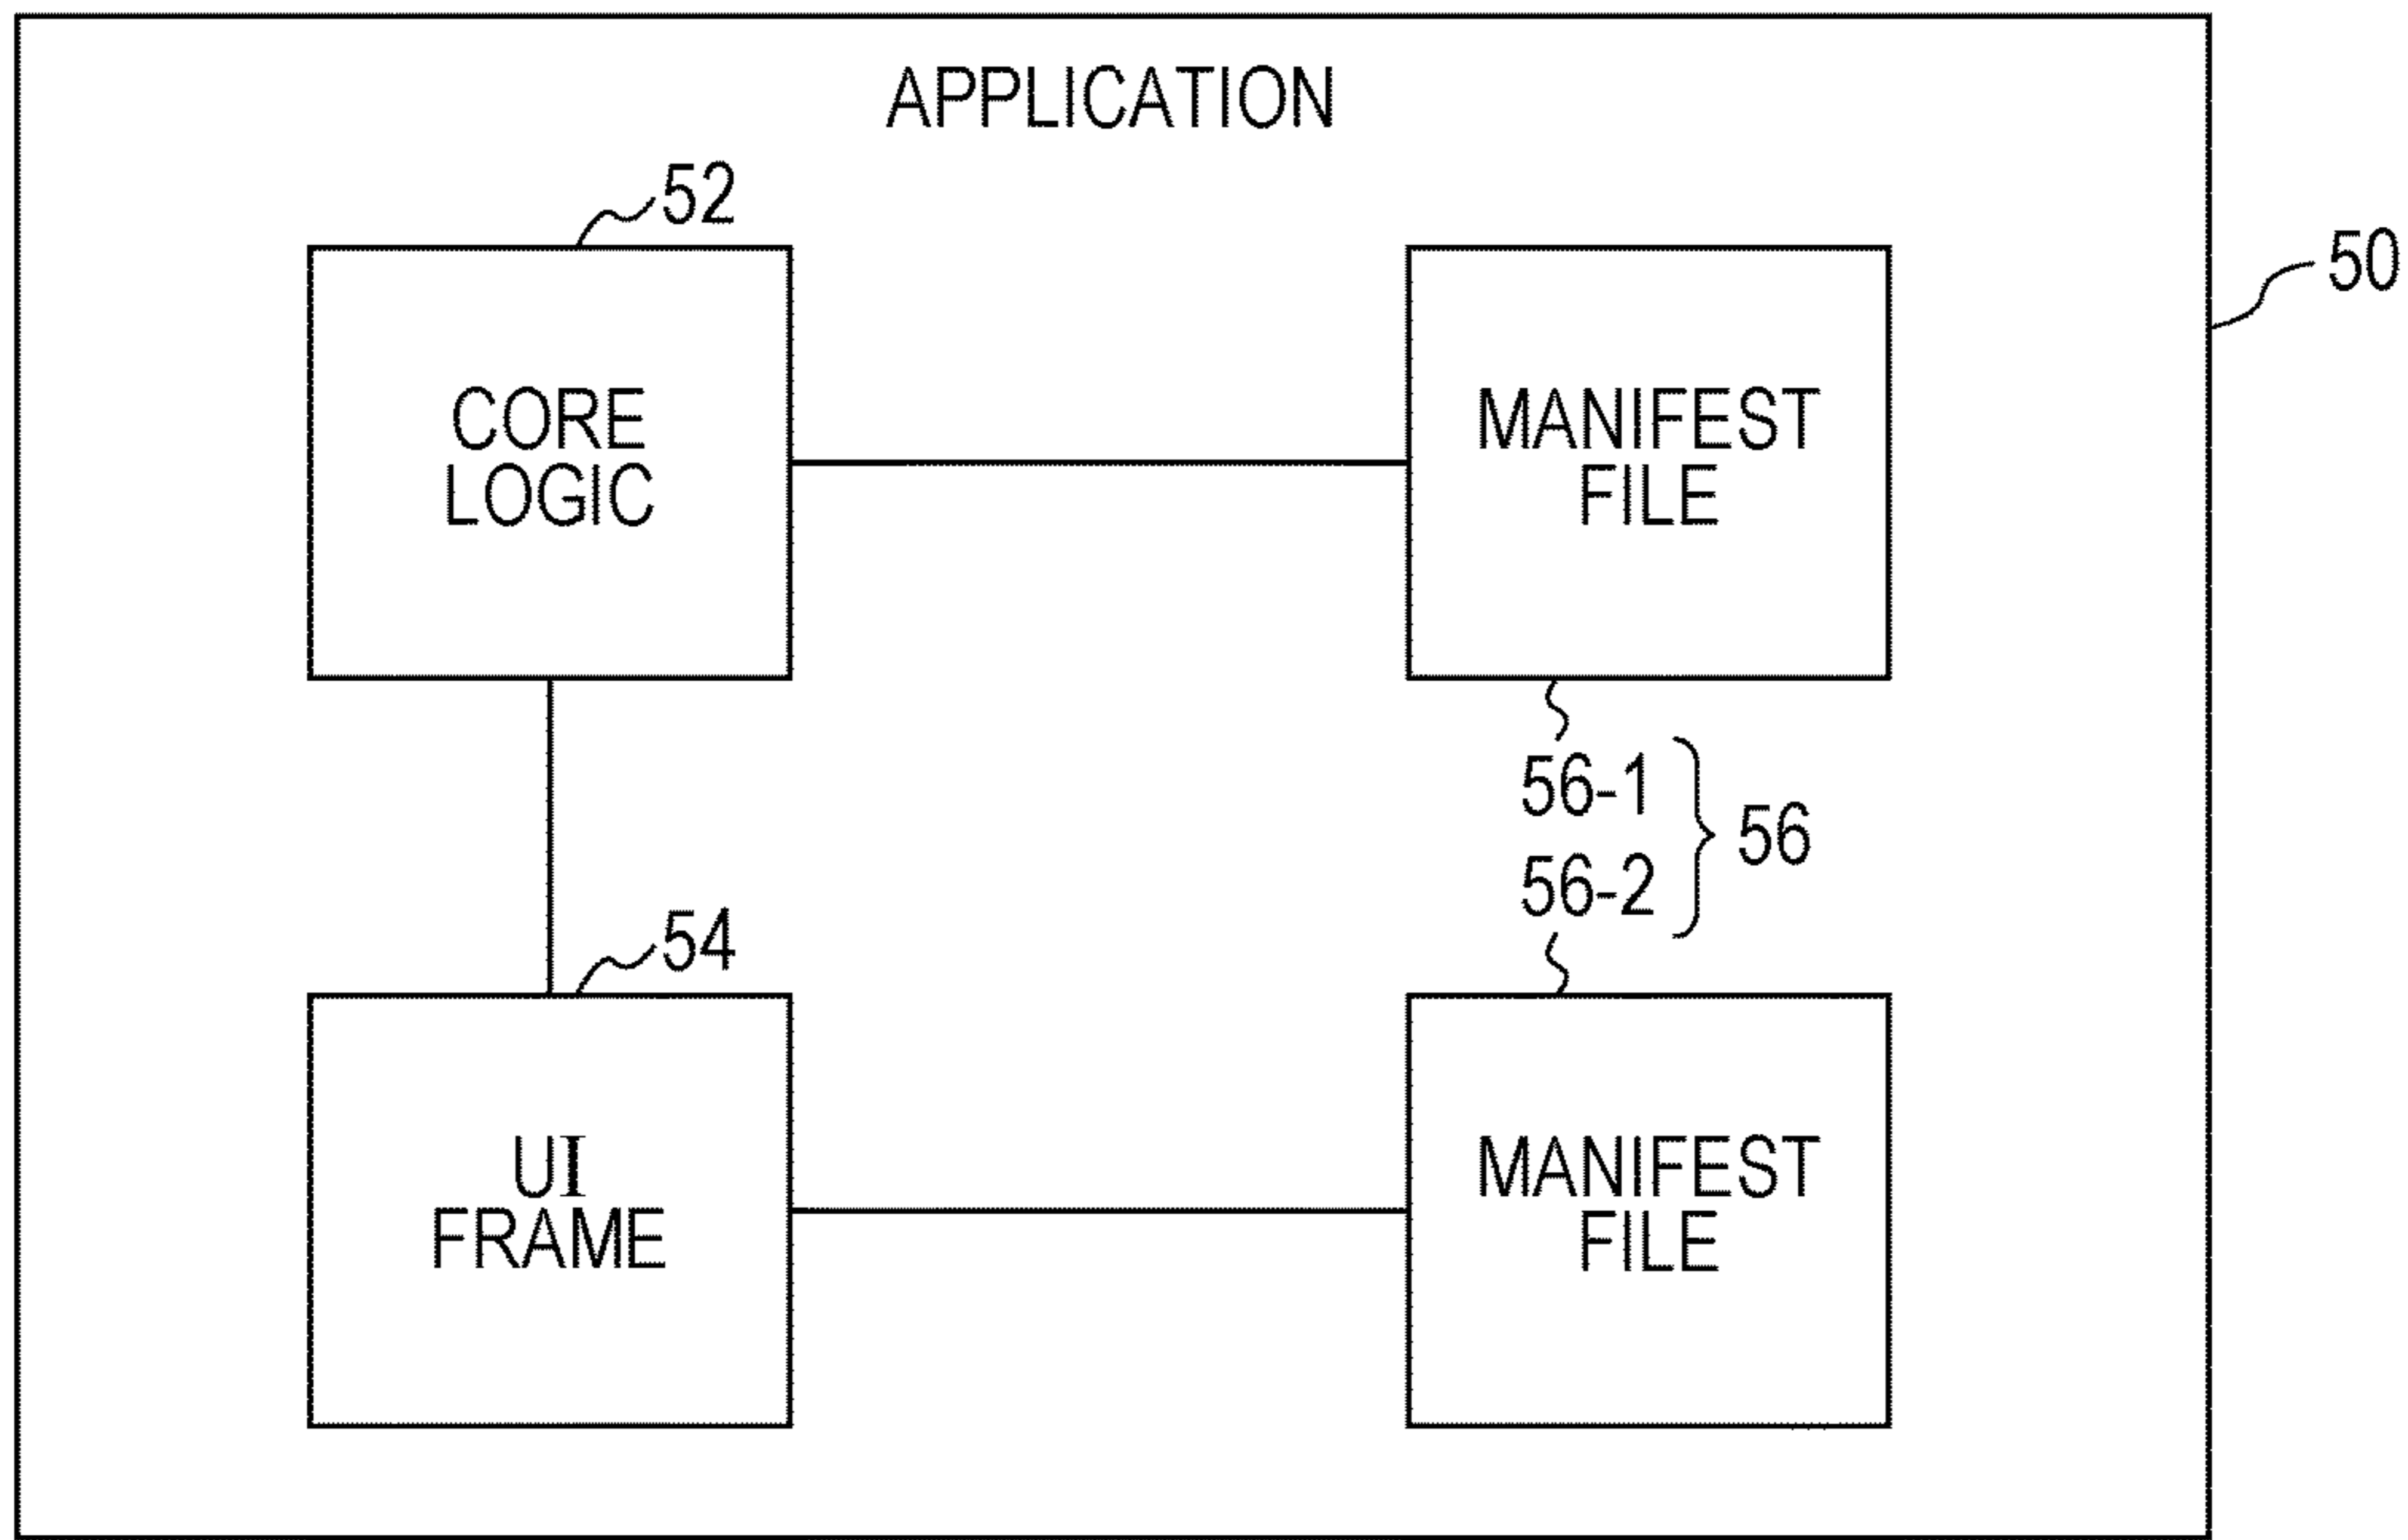 APPLICATION
52
50
CORE
LOGIC
MANIFEST
FILE
56-1
56-2
56
54
UI
FRAME
MANIFEST
FILE